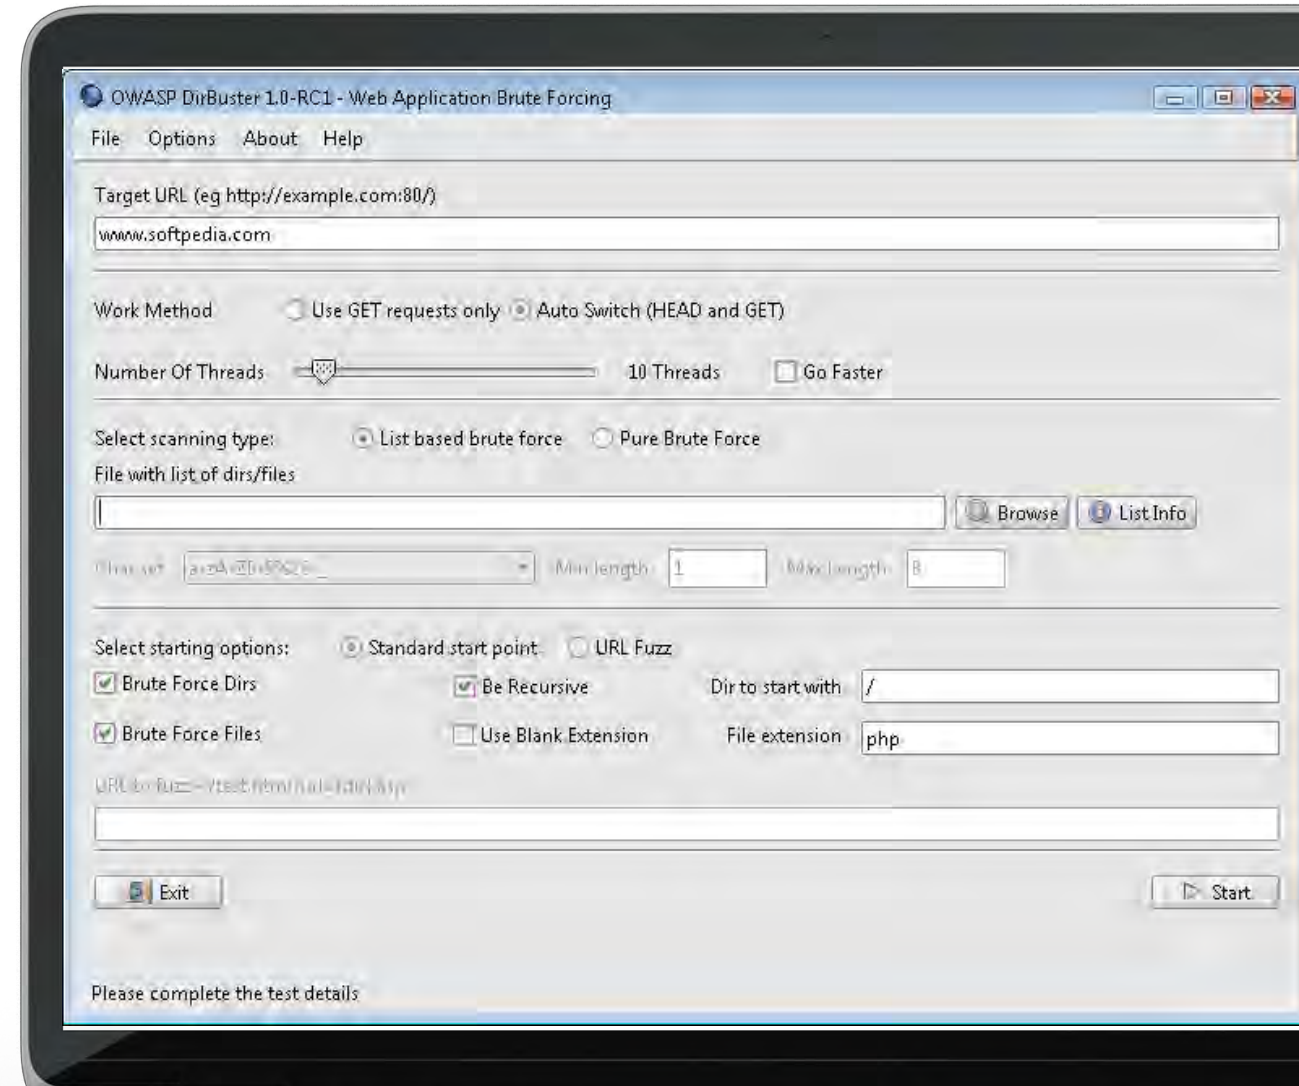 OWASP DirBuster 1.0-RC1 - Web Application Brute Forcing
File Options About Help
Target URL (eg http://example.com:80/)
www.softpedia.com
Work Method Use GET requests only Auto Switch (HEAD and GET)
Number Of Threads 10 Threads Go Faster
Select scanning type: List based brute force Pure Brute Force
File with list of dirs/files
Browse List Info
Char set Min length 1 Max Length 8
Select starting options: Standard start point URL Fuzz
Brute Force Dirs Be Recursive Dir to start with /
Brute Force Files Use Blank Extension File extension php
URL to fuzz -
Exit Start
Please complete the test details